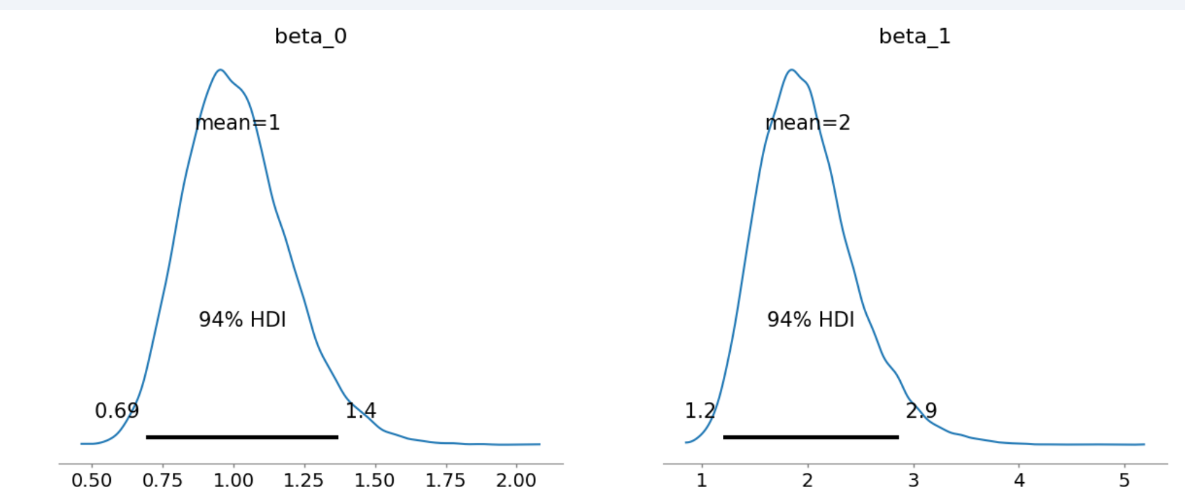 beta_0
mean=1
94% HDI
0.69 1.4
0.50 0.75 1.00 1.25 1.50 1.75 2.00
beta_1
mean=2
94% HDI
1.2 2.9
1 2 3 4 5